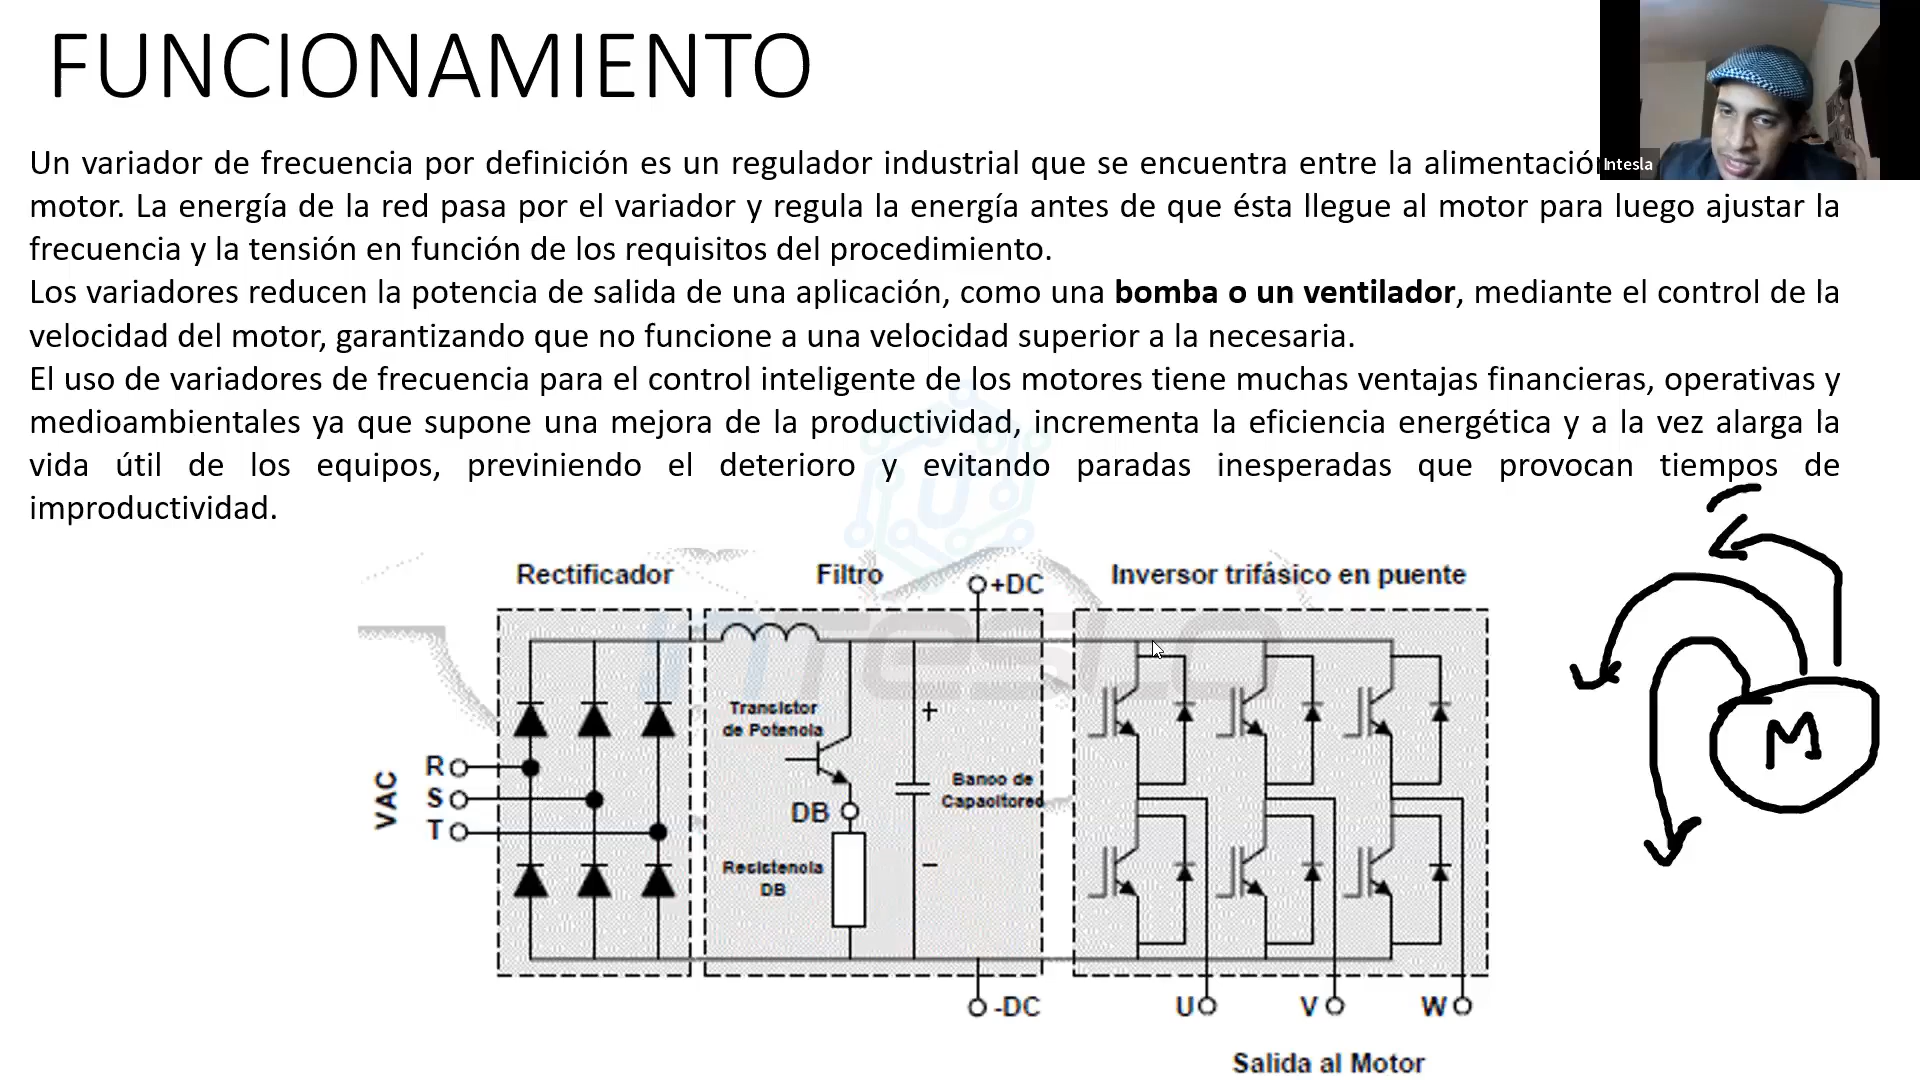 FUNCIONAMIENTO
Intesla
Un variador de frecuencia por definición es un regulador industrial que se encuentra entre la alimentación
motor. La energía de la red pasa por el variador y regula la energía antes de que ésta llegue al motor para luego ajustar la
frecuencia y la tensión en función de los requisitos del procedimiento.
Los variadores reducen la potencia de salida de una aplicación, como una bomba o un ventilador, mediante el control de la
velocidad del motor, garantizando que no funcione a una velocidad superior a la necesaria.
El uso de variadores de frecuencia para el control inteligente de los motores tiene muchas ventajas financieras, operativas y
medioambientales ya que supone una mejora de la productividad, incrementa la eficiencia energética y a la vez alarga la
vida útil de los equipos, previniendo el deterioro y evitando paradas inesperadas que provocan tiempos de
improductividad.
Rectificador
Filtro
+DC
Inversor trifásico en puente
INTESLA
Transistor
de Potencia
+
M
R
VAC
S
T
Banco de
Capacitores
DB
Resistencia
DB
−
-DC
U
V
W
Salida al Motor